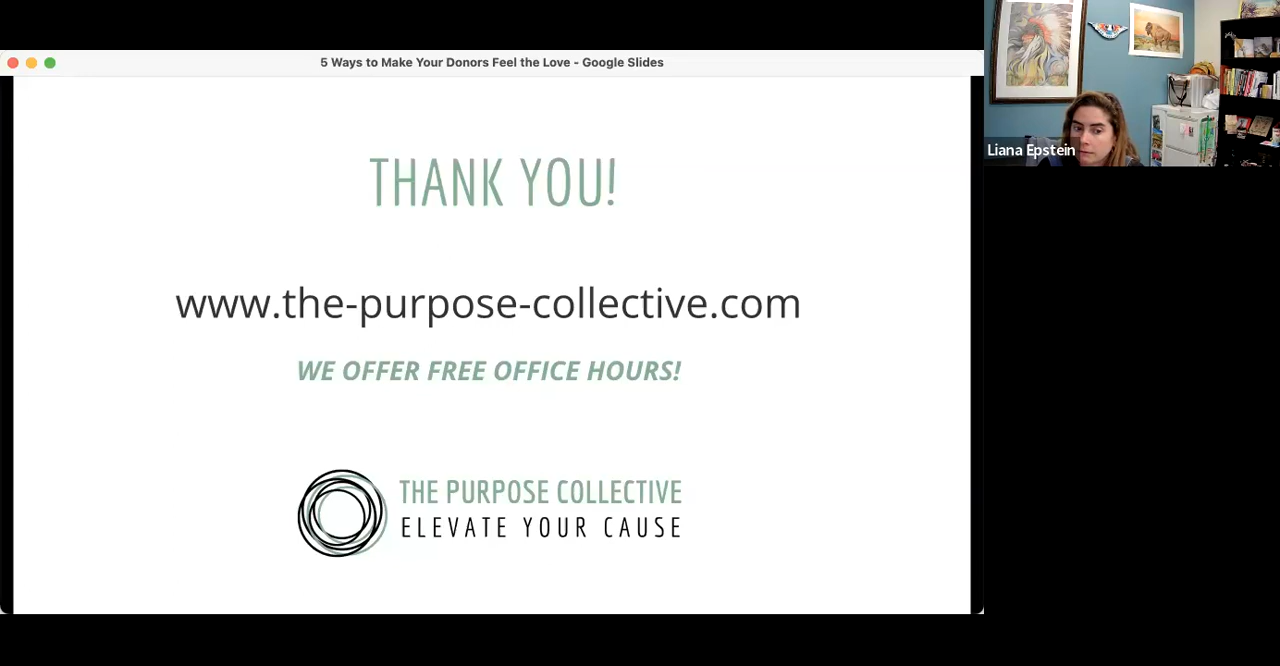 5 Ways to Make Your Donors Feel the Love - Google Slides
Liana Epstein
THANK YOU!
www.the-purpose-collective.com
WE OFFER FREE OFFICE HOURS!
THE PURPOSE COLLECTIVE
ELEVATE YOUR CAUSE